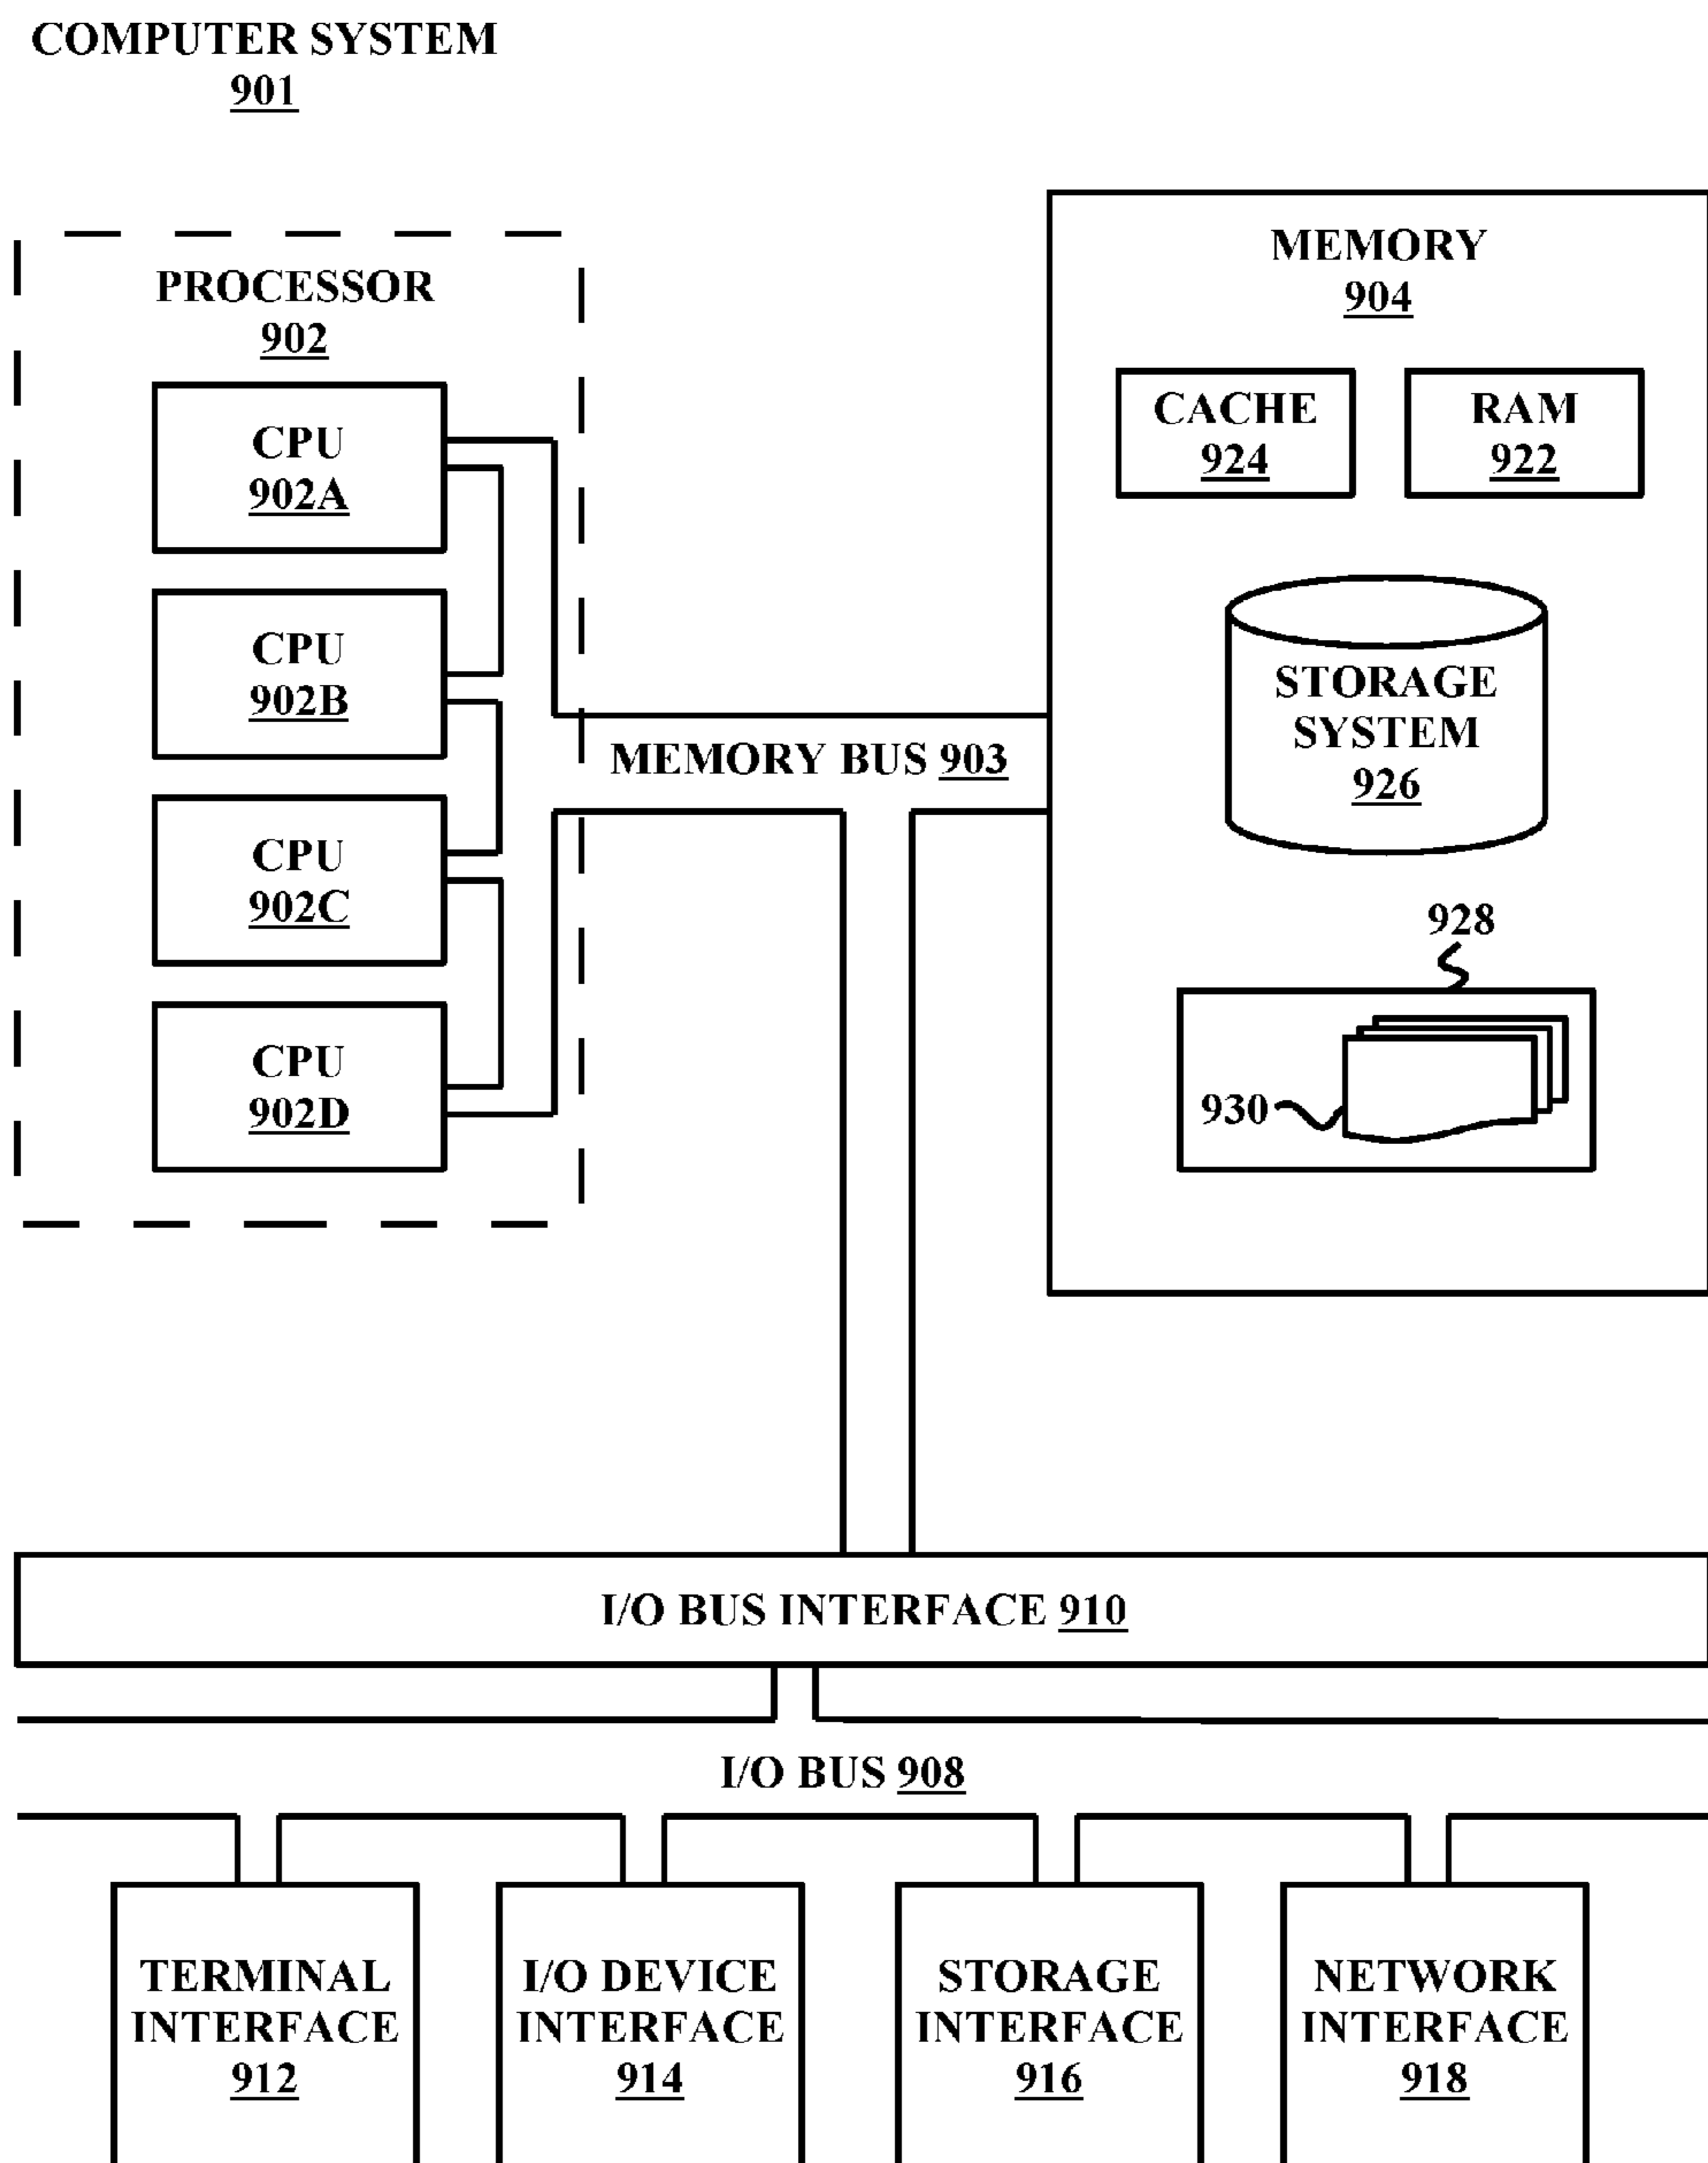 COMPUTER SYSTEM
901
PROCESSOR
902
CPU
902A
CPU
902B
CPU
902C
CPU
902D
MEMORY BUS 903
MEMORY
904
CACHE
924
RAM
922
STORAGE
SYSTEM
926
928
930
I/O BUS INTERFACE 910
I/O BUS 908
TERMINAL
INTERFACE
912
I/O DEVICE
INTERFACE
914
STORAGE
INTERFACE
916
NETWORK
INTERFACE
918